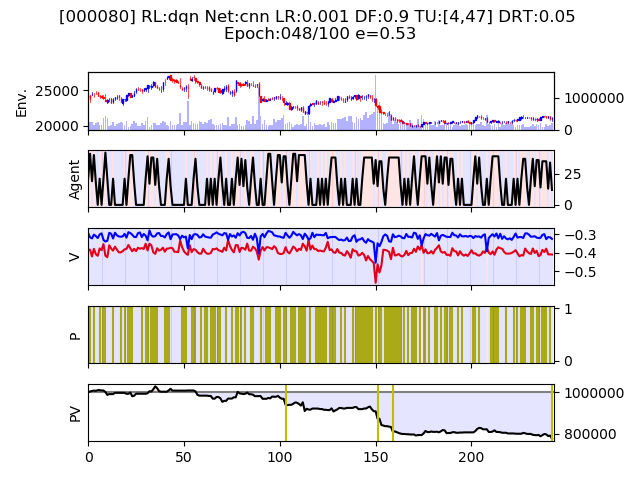 [000080] RL:dqn Net:cnn LR:0.001 DF:0.9 TU:[4,47] DRT:0.05
Epoch:048/100 e=0.53
Env.
25000
20000
1000000
0
Agent
25
0
V
−0.3
−0.4
−0.5
P
1
0
PV
1000000
800000
0 50 100 150 200